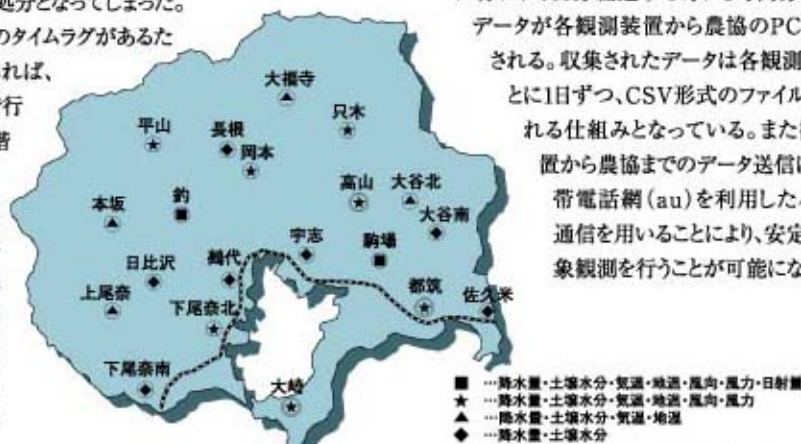 処分となってしまった。
のタイムラグがあるた
れば、
行
階
データが各観測装置から農協のPC
される。収集されたデータは各観測
とに1日ずつ、CSV形式のファイル
れる仕組みとなっている。また
置から農協までのデータ送信に
帯電話網(au)を利用した
通信を用いることにより、安定
象観測を行うことが可能にな
大福寺
只木
平山
長根
岡本
高山
大谷北
本坂
釣
大谷南
宇志
駒場
日比沢
鵺代
上尾奈
下尾奈北
都筑
佐久米
下尾奈南
大崎
■ …降水量・土壌水分・気温・地温・風向・風力・日射量
★ …降水量・土壌水分・気温・地温・風向・風力
▲ …降水量・土壌水分・気温・地温
◆ …降水量・土壌水分